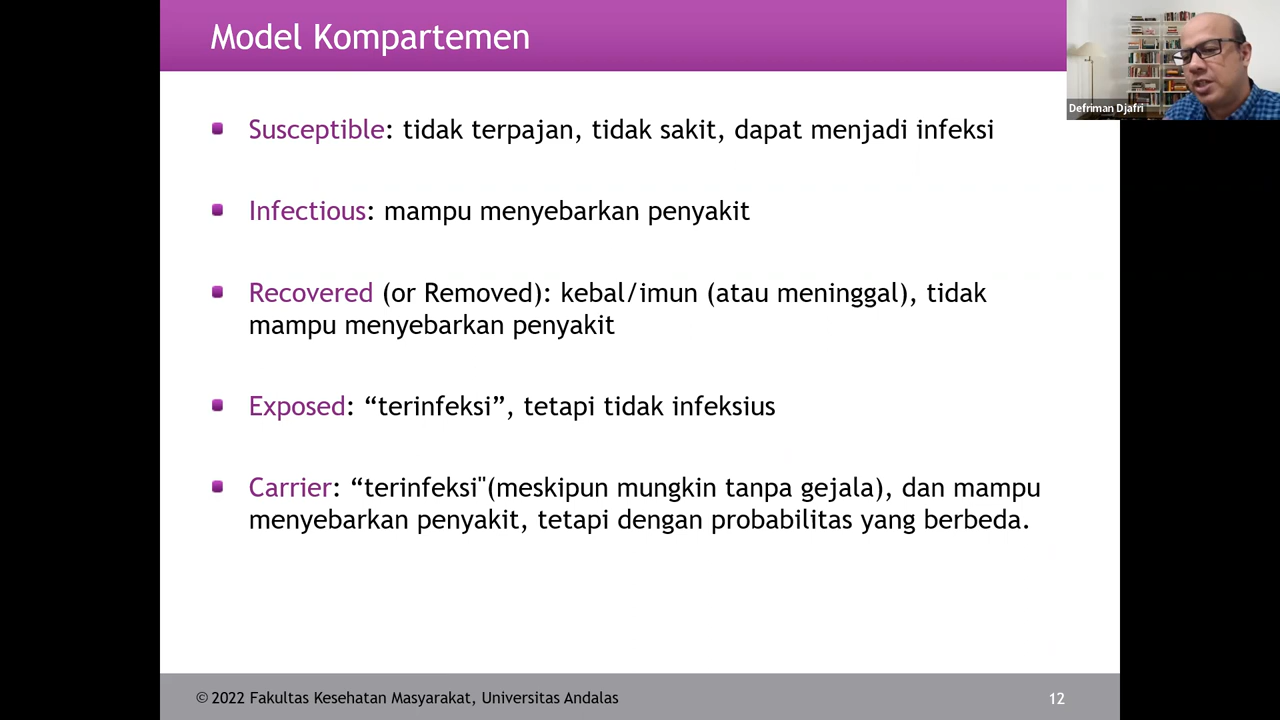 Model Kompartemen
Defriman Djafri
Susceptible: tidak terpajan, tidak sakit, dapat menjadi infeksi
Infectious: mampu menyebarkan penyakit
Recovered (or Removed): kebal/imun (atau meninggal), tidak
mampu menyebarkan penyakit
Exposed: “terinfeksi”, tetapi tidak infeksius
Carrier: “terinfeksi"(meskipun mungkin tanpa gejala), dan mampu
menyebarkan penyakit, tetapi dengan probabilitas yang berbeda.
© 2022 Fakultas Kesehatan Masyarakat, Universitas Andalas
12